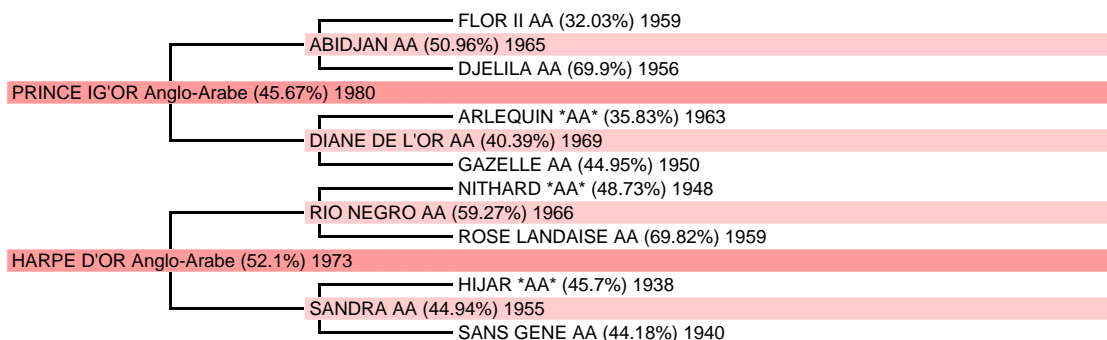 FLOR II AA (32.03%) 1959
ABIDJAN AA (50.96%) 1965
DJELILA AA (69.9%) 1956
PRINCE IG'OR Anglo-Arabe (45.67%) 1980
ARLEQUIN *AA* (35.83%) 1963
DIANE DE L'OR AA (40.39%) 1969
GAZELLE AA (44.95%) 1950
NITHARD *AA* (48.73%) 1948
RIO NEGRO AA (59.27%) 1966
ROSE LANDAISE AA (69.82%) 1959
HARPE D'OR Anglo-Arabe (52.1%) 1973
HIJAR *AA* (45.7%) 1938
SANDRA AA (44.94%) 1955
SANS GENE AA (44.18%) 1940